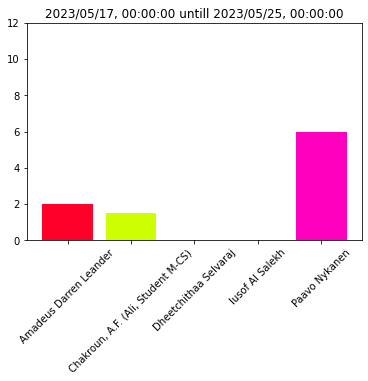 2023/05/17, 00:00:00 untill 2023/05/25, 00:00:00
12
10
8
6
4
2
0
Amadeus Darren Leander
Chakroun, A.F. (Ali, Student M-CS)
Dheetchithaa Selvaraj
Iusof Al Salekh
Paavo Nykanen